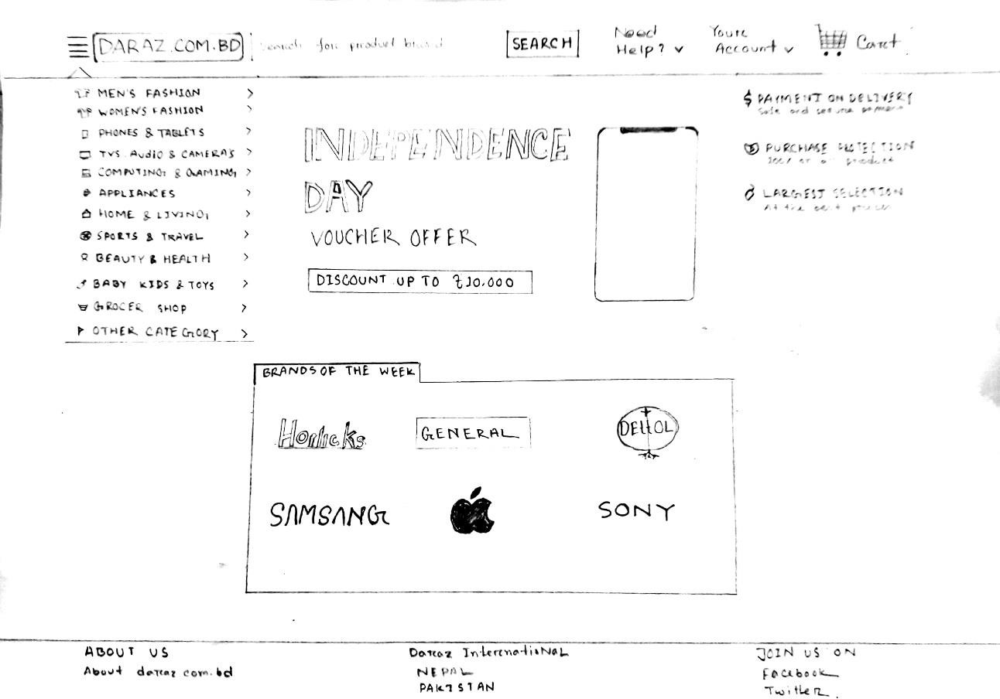 DARAZ.COM.BD
Search for product brand
SEARCH
Need
Help?
Youre
Account
Cart
MEN'S FASHION
WOMEN'S FASHION
PHONES & TABLETS
TVS. AUDIO & CAMERA'S
COMPUTING & GAMING
APPLIANCES
HOME & LIVING
SPORTS & TRAVEL
BEAUTY & HEALTH
BABY KIDS & TOYS
GROCER SHOP
OTHER CATEGORY
INDEPENDENCE
DAY
VOUCHER OFFER
DISCOUNT UP TO ₹10,000
$ PAYMENT ON DELIVERY
Safe and secure payment
PURCHASE PROTECTION
product
LARGEST SELECTION
At the best prices
BRANDS OF THE WEEK
Horlicks
GENERAL
DETTOL
SAMSANG
SONY
ABOUT US
About daraz com.bd
Daraz InternatioNAL
NEPAL
PAKISTAN
JOIN US ON
Facebook
Twitter